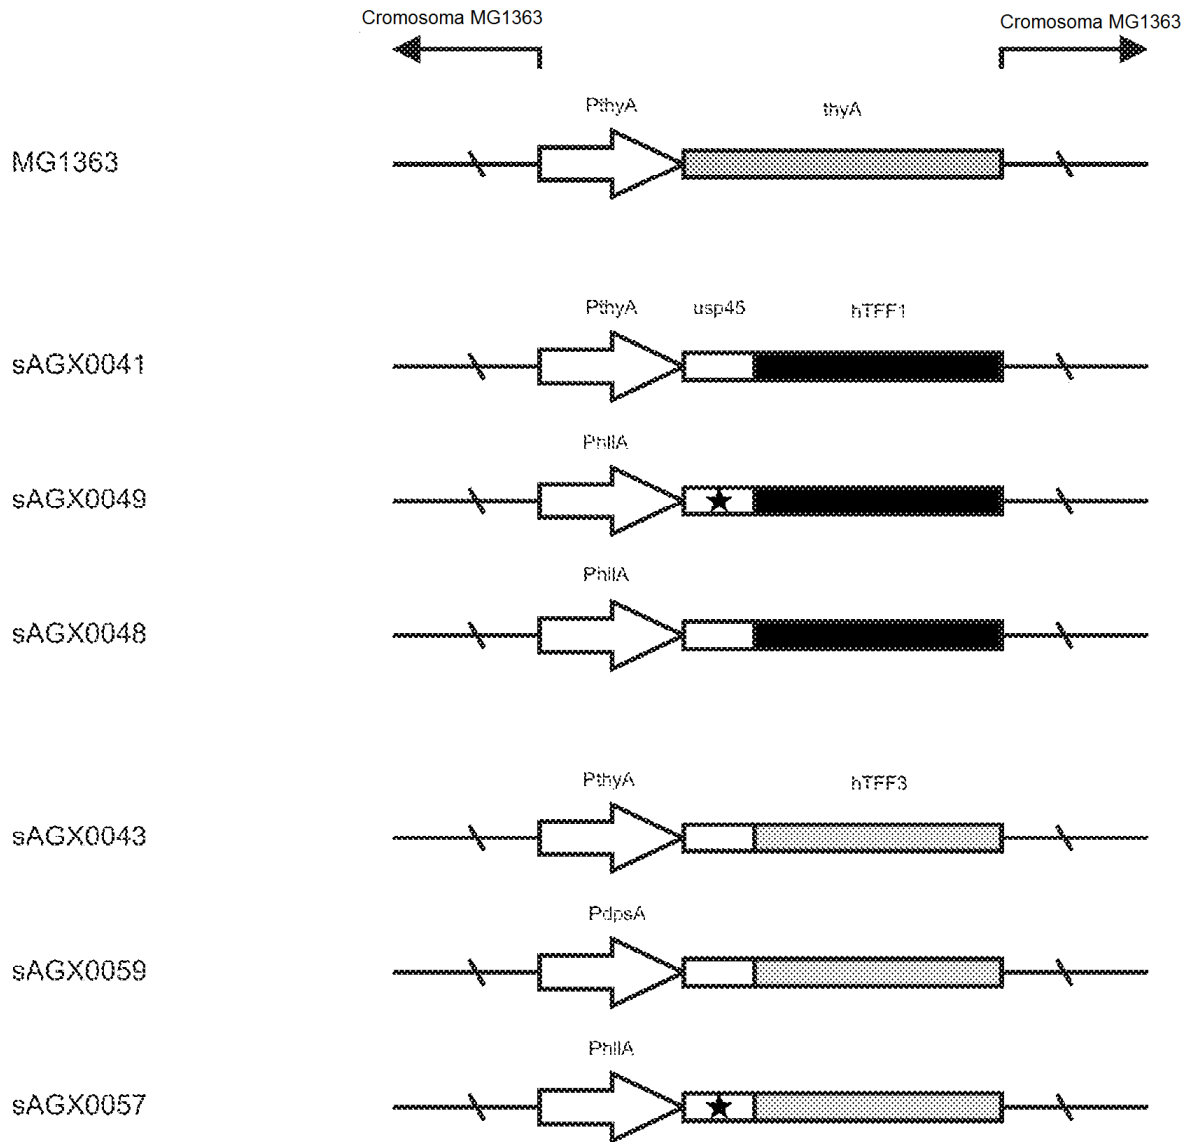 Cromosoma MG1363
Cromosoma MG1363
PthyA thyA
MG1363
PthyA usp45 hTFF1
sAGX0041
PhllA
sAGX0049
PhllA
sAGX0048
PthyA hTFF3
sAGX0043
PdpsA
sAGX0059
PhllA
sAGX0057